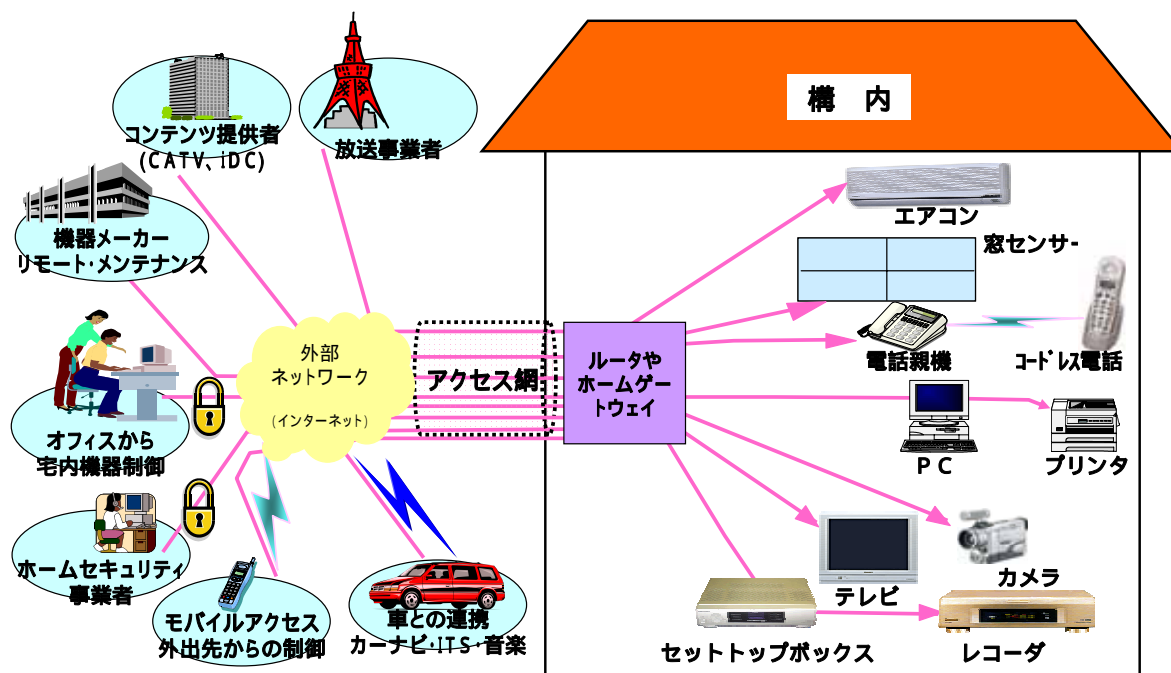 コンテンツ提供者
(CATV、iDC)
放送事業者
機器メーカー
リモート・メンテナンス
オフィスから
宅内機器制御
ホームセキュリティ
事業者
モバイルアクセス
外出先からの制御
車との連携
カーナビ・ITS・音楽
外部
ネットワーク
(インターネット)
アクセス網
ルータや
ホームゲー
トウェイ
構 内
エアコン
窓センサ-
電話親機
コードレス電話
PC
プリンタ
テレビ
カメラ
セットトップボックス
レコーダ